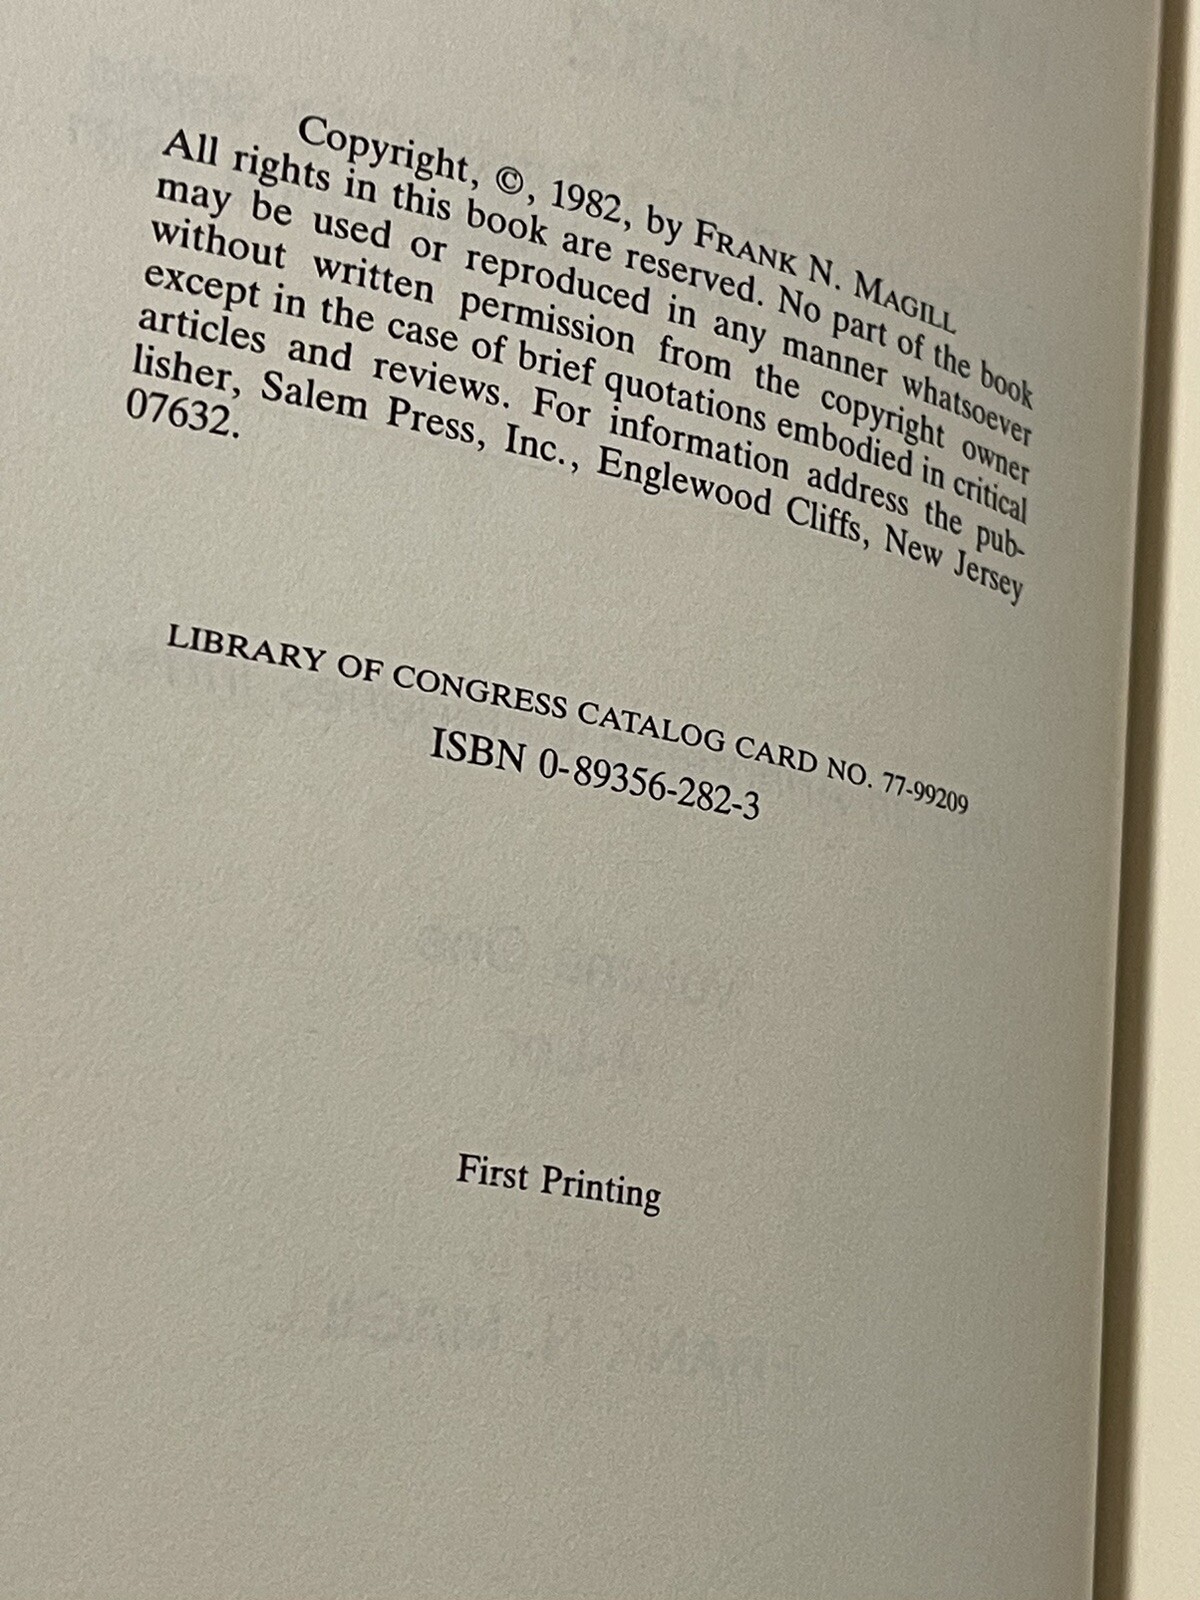 Copyright, ©, 1982, by FRANK N. MAGILL
All rights in this book are reserved. No part of the book
may be used or reproduced in any manner whatsoever
without written permission from the copyright owner
except in the case of brief quotations embodied in critical
articles and reviews. For information address the pub-
lisher, Salem Press, Inc., Englewood Cliffs, New Jersey
07632.
LIBRARY OF CONGRESS CATALOG CARD NO. 77-99209
ISBN 0-89356-282-3
First Printing